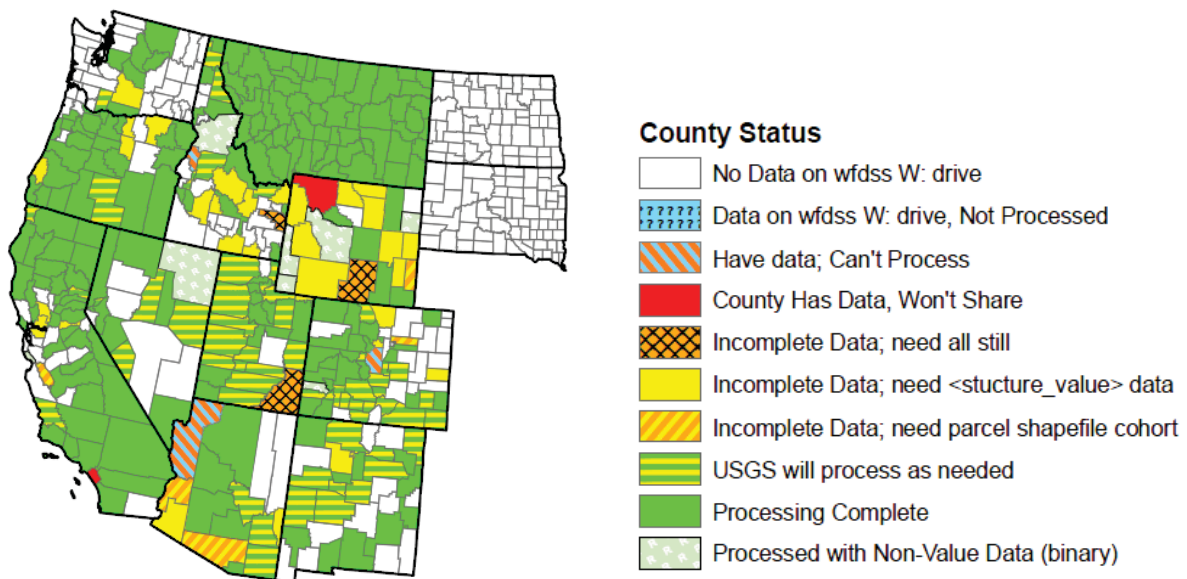 County Status
No Data on wfdss W: drive
Data on wfdss W: drive, Not Processed
Have data; Can't Process
County Has Data, Won't Share
Incomplete Data; need all still
Incomplete Data; need <stucture_value> data
Incomplete Data; need parcel shapefile cohort
USGS will process as needed
Processing Complete
Processed with Non-Value Data (binary)